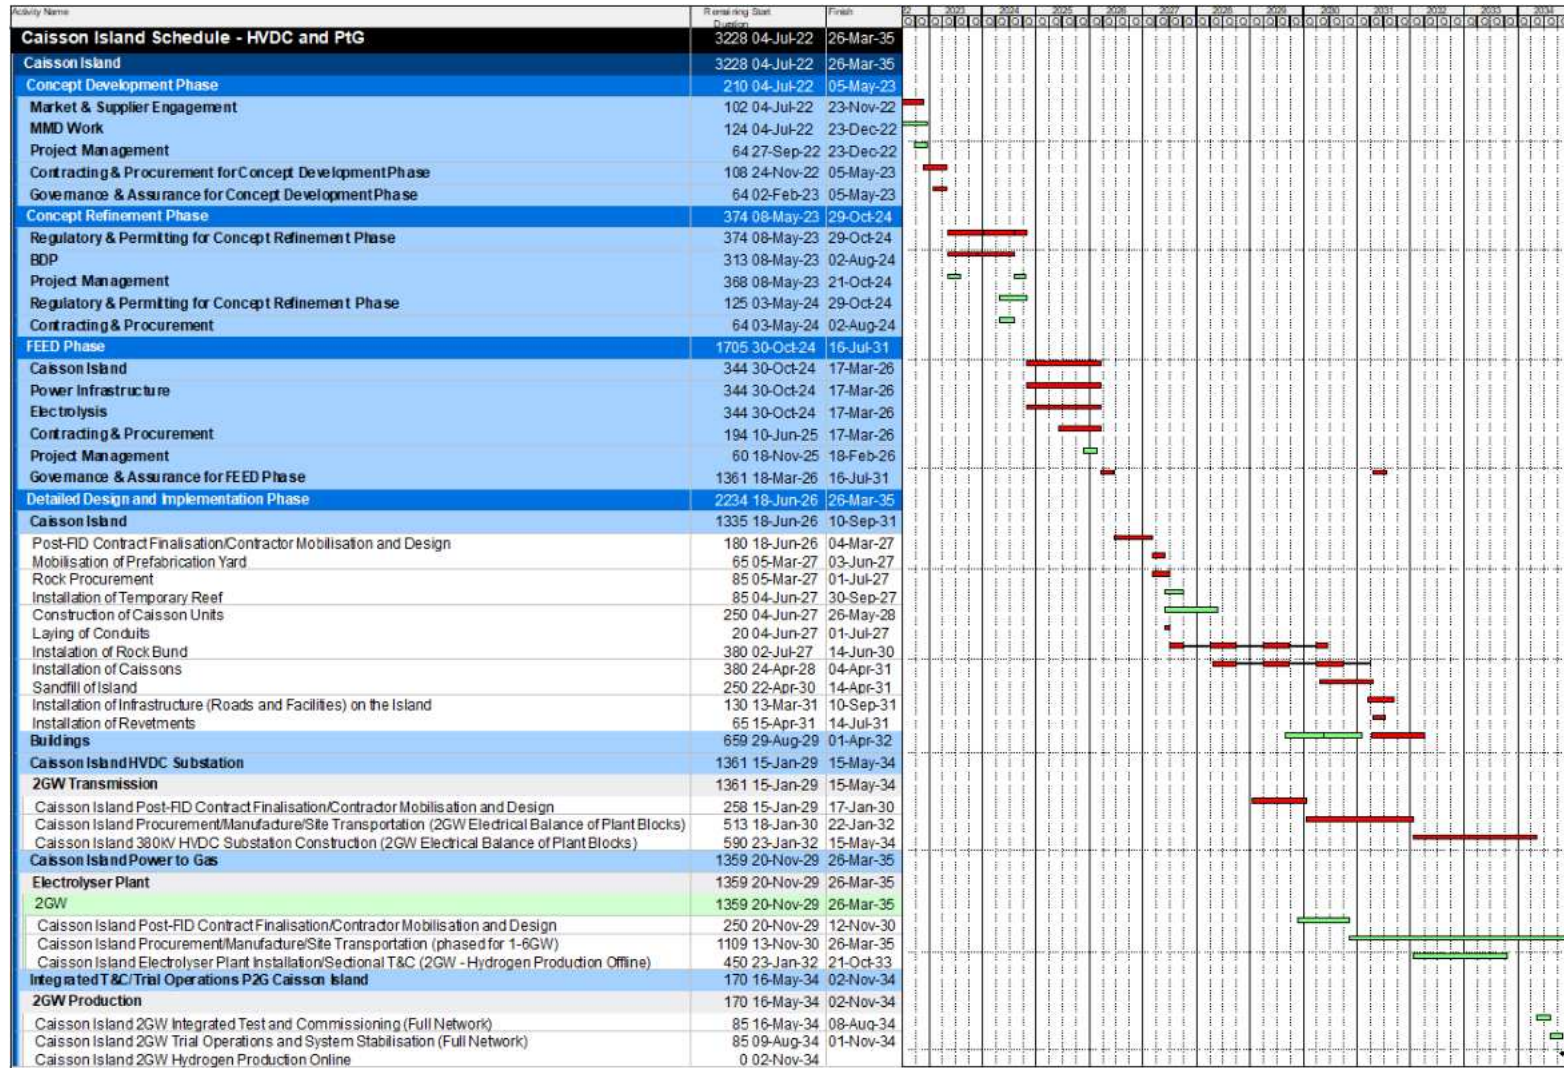 Activity Name Remaining Duration Start Finish 2023 2024 2025 2026 2027 2028 2029 2030 2031 2032 2033 2034
Caisson Island Schedule - HVDC and PtG 3228 04-Jul-22 26-Mar-35
Caisson Island 3228 04-Jul-22 26-Mar-35
Concept Development Phase 210 04-Jul-22 05-May-23
Market & Supplier Engagement 102 04-Jul-22 23-Nov-22
MMD Work 124 04-Jul-22 23-Dec-22
Project Management 64 27-Sep-22 23-Dec-22
Contracting & Procurement for Concept Development Phase 108 24-Nov-22 05-May-23
Governance & Assurance for Concept Development Phase 64 02-Feb-23 05-May-23
Concept Refinement Phase 374 08-May-23 29-Oct-24
Regulatory & Permitting for Concept Refinement Phase 374 08-May-23 29-Oct-24
BDP 313 08-May-23 02-Aug-24
Project Management 368 08-May-23 21-Oct-24
Regulatory & Permitting for Concept Refinement Phase 125 03-May-24 29-Oct-24
Contracting & Procurement 64 03-May-24 02-Aug-24
FEED Phase 1705 30-Oct-24 16-Jul-31
Caisson Island 344 30-Oct-24 17-Mar-26
Power Infrastructure 344 30-Oct-24 17-Mar-26
Electrolysis 344 30-Oct-24 17-Mar-26
Contracting & Procurement 194 10-Jun-25 17-Mar-26
Project Management 60 18-Nov-25 18-Feb-26
Governance & Assurance for FEED Phase 1361 18-Mar-26 16-Jul-31
Detailed Design and Implementation Phase 2234 18-Jun-26 26-Mar-35
Caisson Island 1335 18-Jun-26 10-Sep-31
Post-FID Contract Finalisation/Contractor Mobilisation and Design 180 18-Jun-26 04-Mar-27
Mobilisation of Prefabrication Yard 65 05-Mar-27 03-Jun-27
Rock Procurement 85 05-Mar-27 01-Jul-27
Installation of Temporary Reef 85 04-Jun-27 30-Sep-27
Construction of Caisson Units 250 04-Jun-27 26-May-28
Laying of Conduits 20 04-Jun-27 01-Jul-27
Instalation of Rock Bund 380 02-Jul-27 14-Jun-30
Installation of Caissons 380 24-Apr-28 04-Apr-31
Sandfill of Island 250 22-Apr-30 14-Apr-31
Installation of Infrastructure (Roads and Facilities) on the Island 130 13-Mar-31 10-Sep-31
Installation of Revetments 65 15-Apr-31 14-Jul-31
Buildings 659 29-Aug-29 01-Apr-32
Caisson Island HVDC Substation 1361 15-Jan-29 15-May-34
2GW Transmission 1361 15-Jan-29 15-May-34
Caisson Island Post-FID Contract Finalisation/Contractor Mobilisation and Design 258 15-Jan-29 17-Jan-30
Caisson Island Procurement/Manufacture/Site Transportation (2GW Electrical Balance of Plant Blocks) 513 18-Jan-30 22-Jan-32
Caisson Island 380kV HVDC Substation Construction (2GW Electrical Balance of Plant Blocks) 590 23-Jan-32 15-May-34
Caisson Island Power to Gas 1359 20-Nov-29 26-Mar-35
Electrolyser Plant 1359 20-Nov-29 26-Mar-35
2GW 1359 20-Nov-29 26-Mar-35
Caisson Island Post-FID Contract Finalisation/Contractor Mobilisation and Design 250 20-Nov-29 12-Nov-30
Caisson Island Procurement/Manufacture/Site Transportation (phased for 1-6GW) 1109 13-Nov-30 26-Mar-35
Caisson Island Electrolyser Plant Installation/Sectional T&C (2GW - Hydrogen Production Offline) 450 23-Jan-32 21-Oct-33
Integrated T&C/Trial Operations P2G Caisson Island 170 16-May-34 02-Nov-34
2GW Production 170 16-May-34 02-Nov-34
Caisson Island 2GW Integrated Test and Commissioning (Full Network) 85 16-May-34 08-Aug-34
Caisson Island 2GW Trial Operations and System Stabilisation (Full Network) 85 09-Aug-34 01-Nov-34
Caisson Island 2GW Hydrogen Production Online 0 02-Nov-34